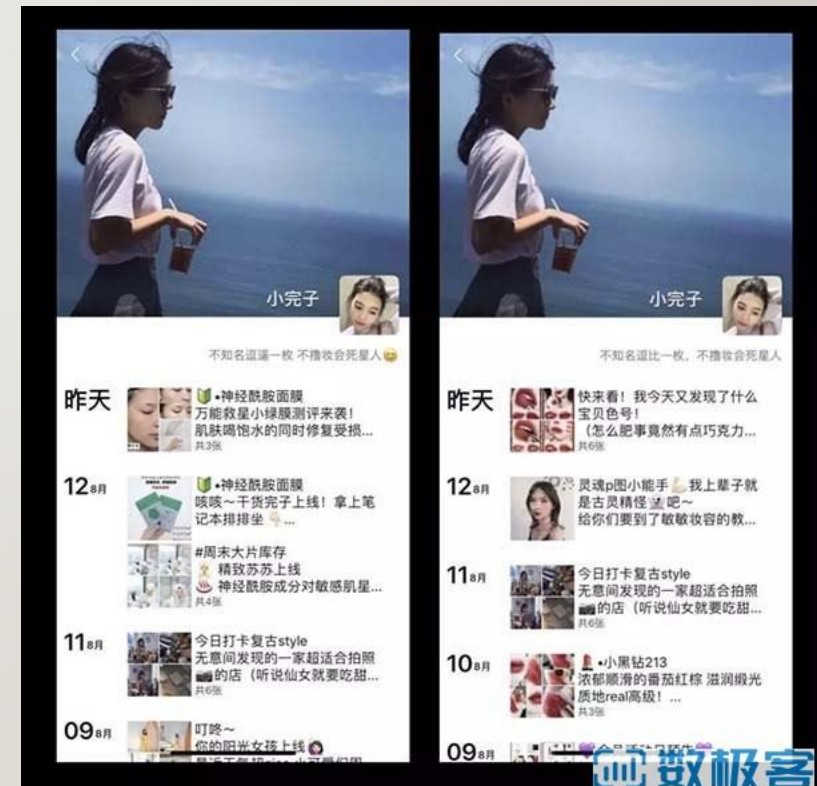 小完子
不知名逗逼一枚 不撸妆会死星人😄
昨天
🔰•神经酰胺面膜
万能救星小绿膜测评来袭！
肌肤喝饱水的同时修复受损...
共3张
12 8月
🔰•神经酰胺面膜
咳咳～干货完子上线！拿上笔
记本排排坐👇🏻...
#周末大片库存
精致苏苏上线
♨️ 神经酰胺成分对敏感肌星...
共4张
11 8月
今日打卡复古style
无意间发现的一家超适合拍照
📷的店（听说仙女就要吃甜...
共6张
09 8月
叮咚～
你的阳光女孩上线🙆🏻
小完子
不知名逗比一枚，不撸妆会死星人
昨天
快来看！我今天又发现了什么
宝贝色号！
（怎么肥事竟然有点巧克力...
共6张
12 8月
灵魂p图小能手💪🏻我上辈子就
是古灵精怪👻吧～
给你们要到了敏敏妆容的教...
11 8月
今日打卡复古style
无意间发现的一家超适合拍照
📷的店（听说仙女就要吃甜...
共6张
10 8月
💄•小黑钻213
浓郁顺滑的番茄红棕 滋润缎光
质地real高级！...
共3张
09 8月
数极客